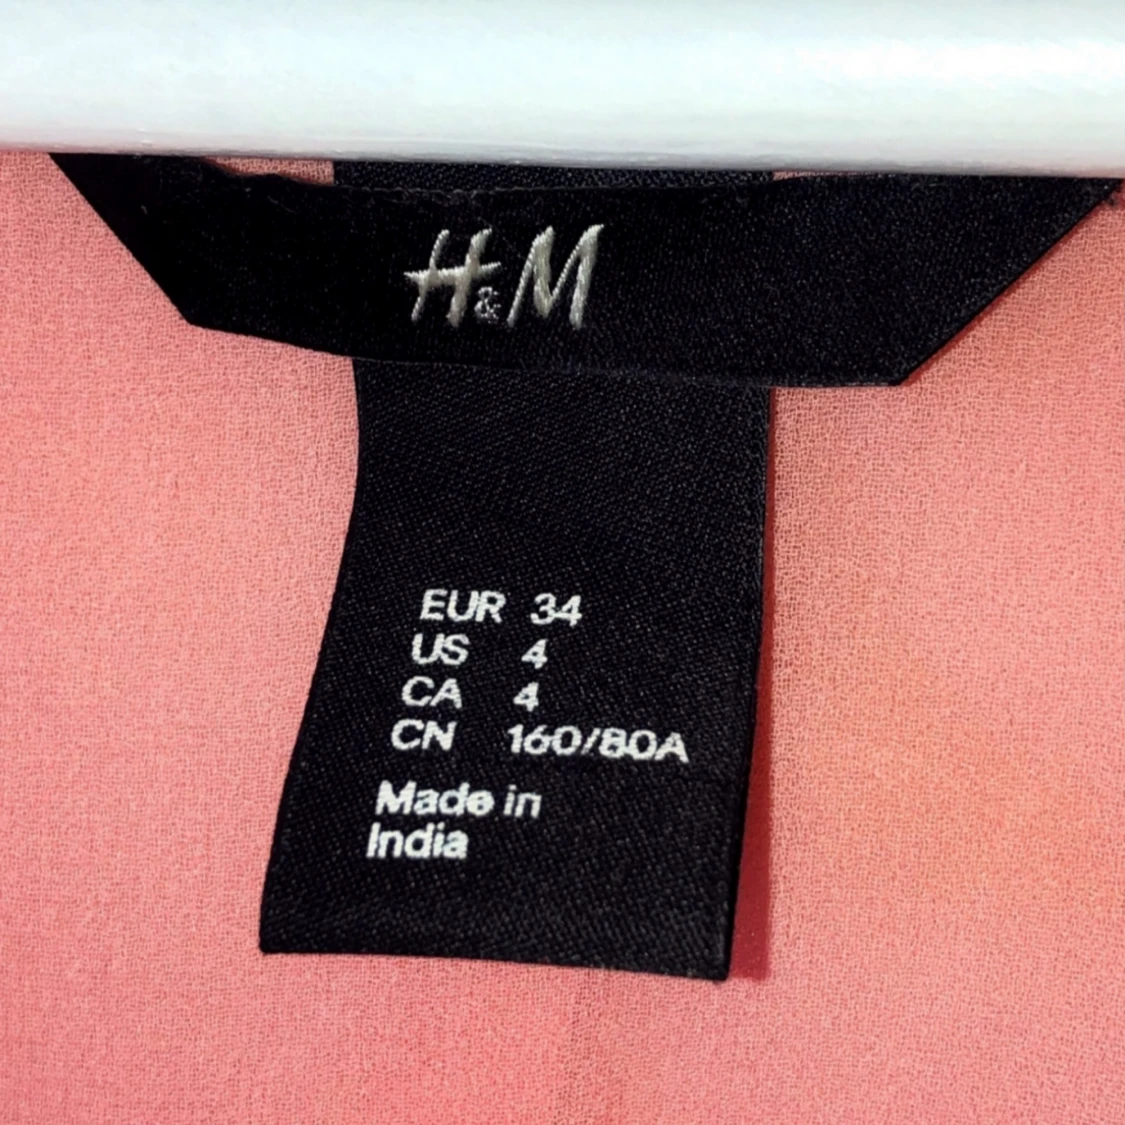 H&M
EUR 34
US 4
CA 4
CN 160/80A
Made in
India